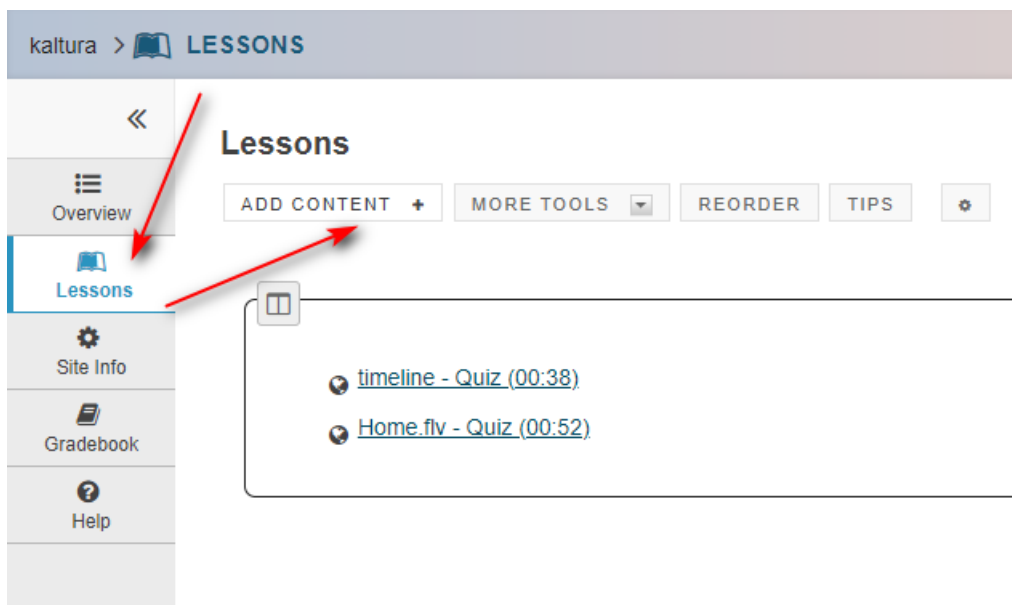 kaltura > LESSONS
«
Lessons
ADD CONTENT + MORE TOOLS REORDER TIPS
Overview
Lessons
Site Info
Gradebook
Help
timeline - Quiz (00:38)
Home.flv - Quiz (00:52)